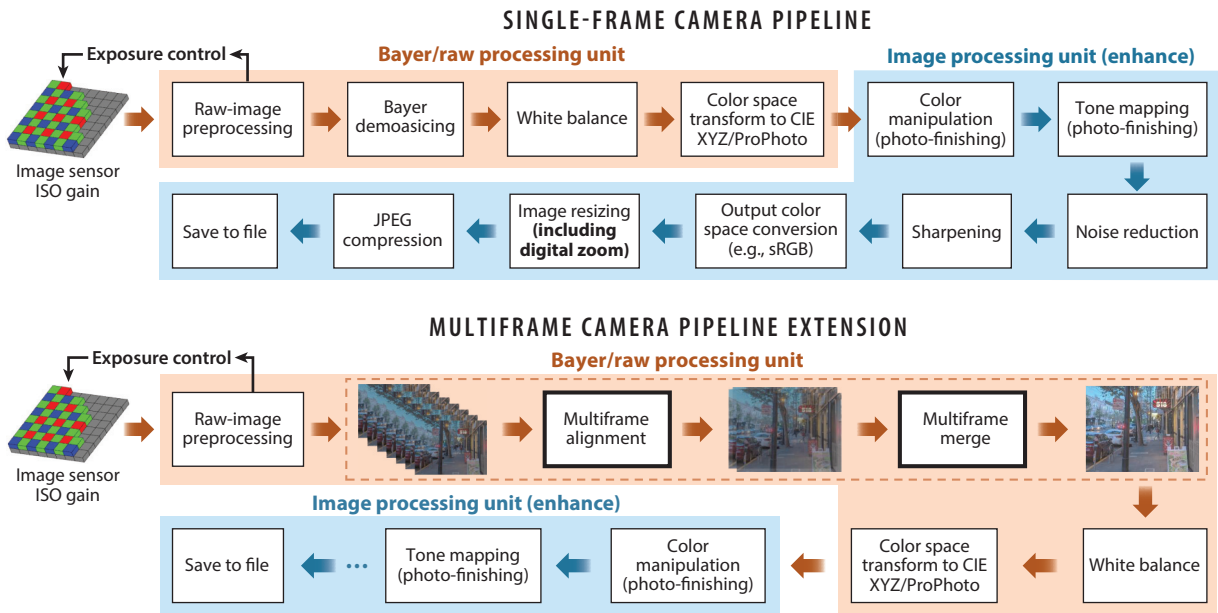 SINGLE-FRAME CAMERA PIPELINE
Exposure control
Bayer/raw processing unit
Image processing unit (enhance)
Image sensor
ISO gain
Raw-image
preprocessing
Bayer
demoasicing
White balance
Color space
transform to CIE
XYZ/ProPhoto
Color
manipulation
(photo-finishing)
Tone mapping
(photo-finishing)
Noise reduction
Sharpening
Output color
space conversion
(e.g., sRGB)
Image resizing
(including
digital zoom)
JPEG
compression
Save to file
MULTIFRAME CAMERA PIPELINE EXTENSION
Exposure control
Bayer/raw processing unit
Image sensor
ISO gain
Raw-image
preprocessing
Multiframe
alignment
Multiframe
merge
White balance
Color space
transform to CIE
XYZ/ProPhoto
Image processing unit (enhance)
Color
manipulation
(photo-finishing)
Tone mapping
(photo-finishing)
...
Save to file